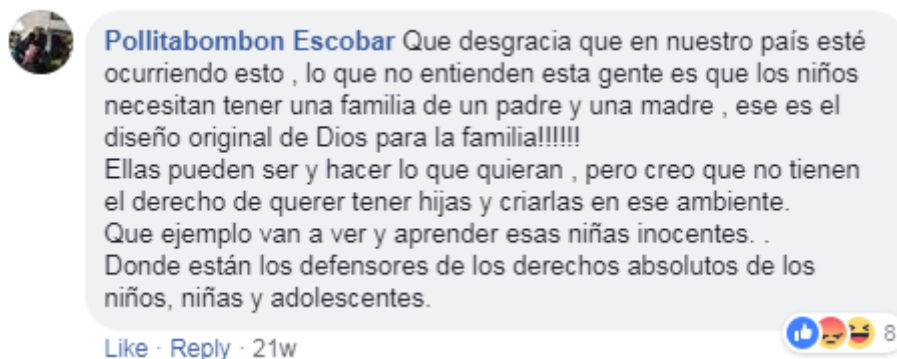 Pollitabombon Escobar Que desgracia que en nuestro país esté
ocurriendo esto , lo que no entienden esta gente es que los niños
necesitan tener una familia de un padre y una madre , ese es el
diseño original de Dios para la familia!!!!!!
Ellas pueden ser y hacer lo que quieran , pero creo que no tienen
el derecho de querer tener hijas y criarlas en ese ambiente.
Que ejemplo van a ver y aprender esas niñas inocentes. .
Donde están los defensores de los derechos absolutos de los
niños, niñas y adolescentes.
8
Like · Reply · 21w